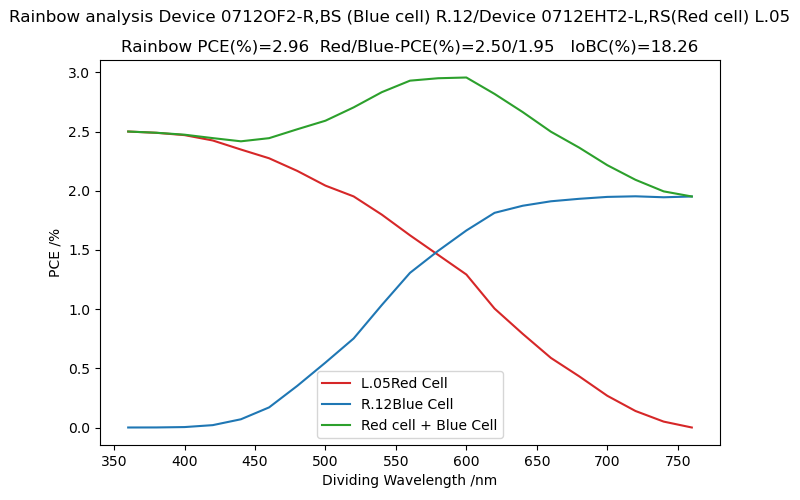 Rainbow analysis Device 0712OF2-R,BS (Blue cell) R.12/Device 0712EHT2-L,RS(Red cell) L.05
Rainbow PCE(%)=2.96  Red/Blue-PCE(%)=2.50/1.95   IoBC(%)=18.26
PCE /%
3.0
2.5
2.0
1.5
1.0
0.5
0.0
L.05Red Cell
R.12Blue Cell
Red cell + Blue Cell
350 400 450 500 550 600 650 700 750
Dividing Wavelength /nm